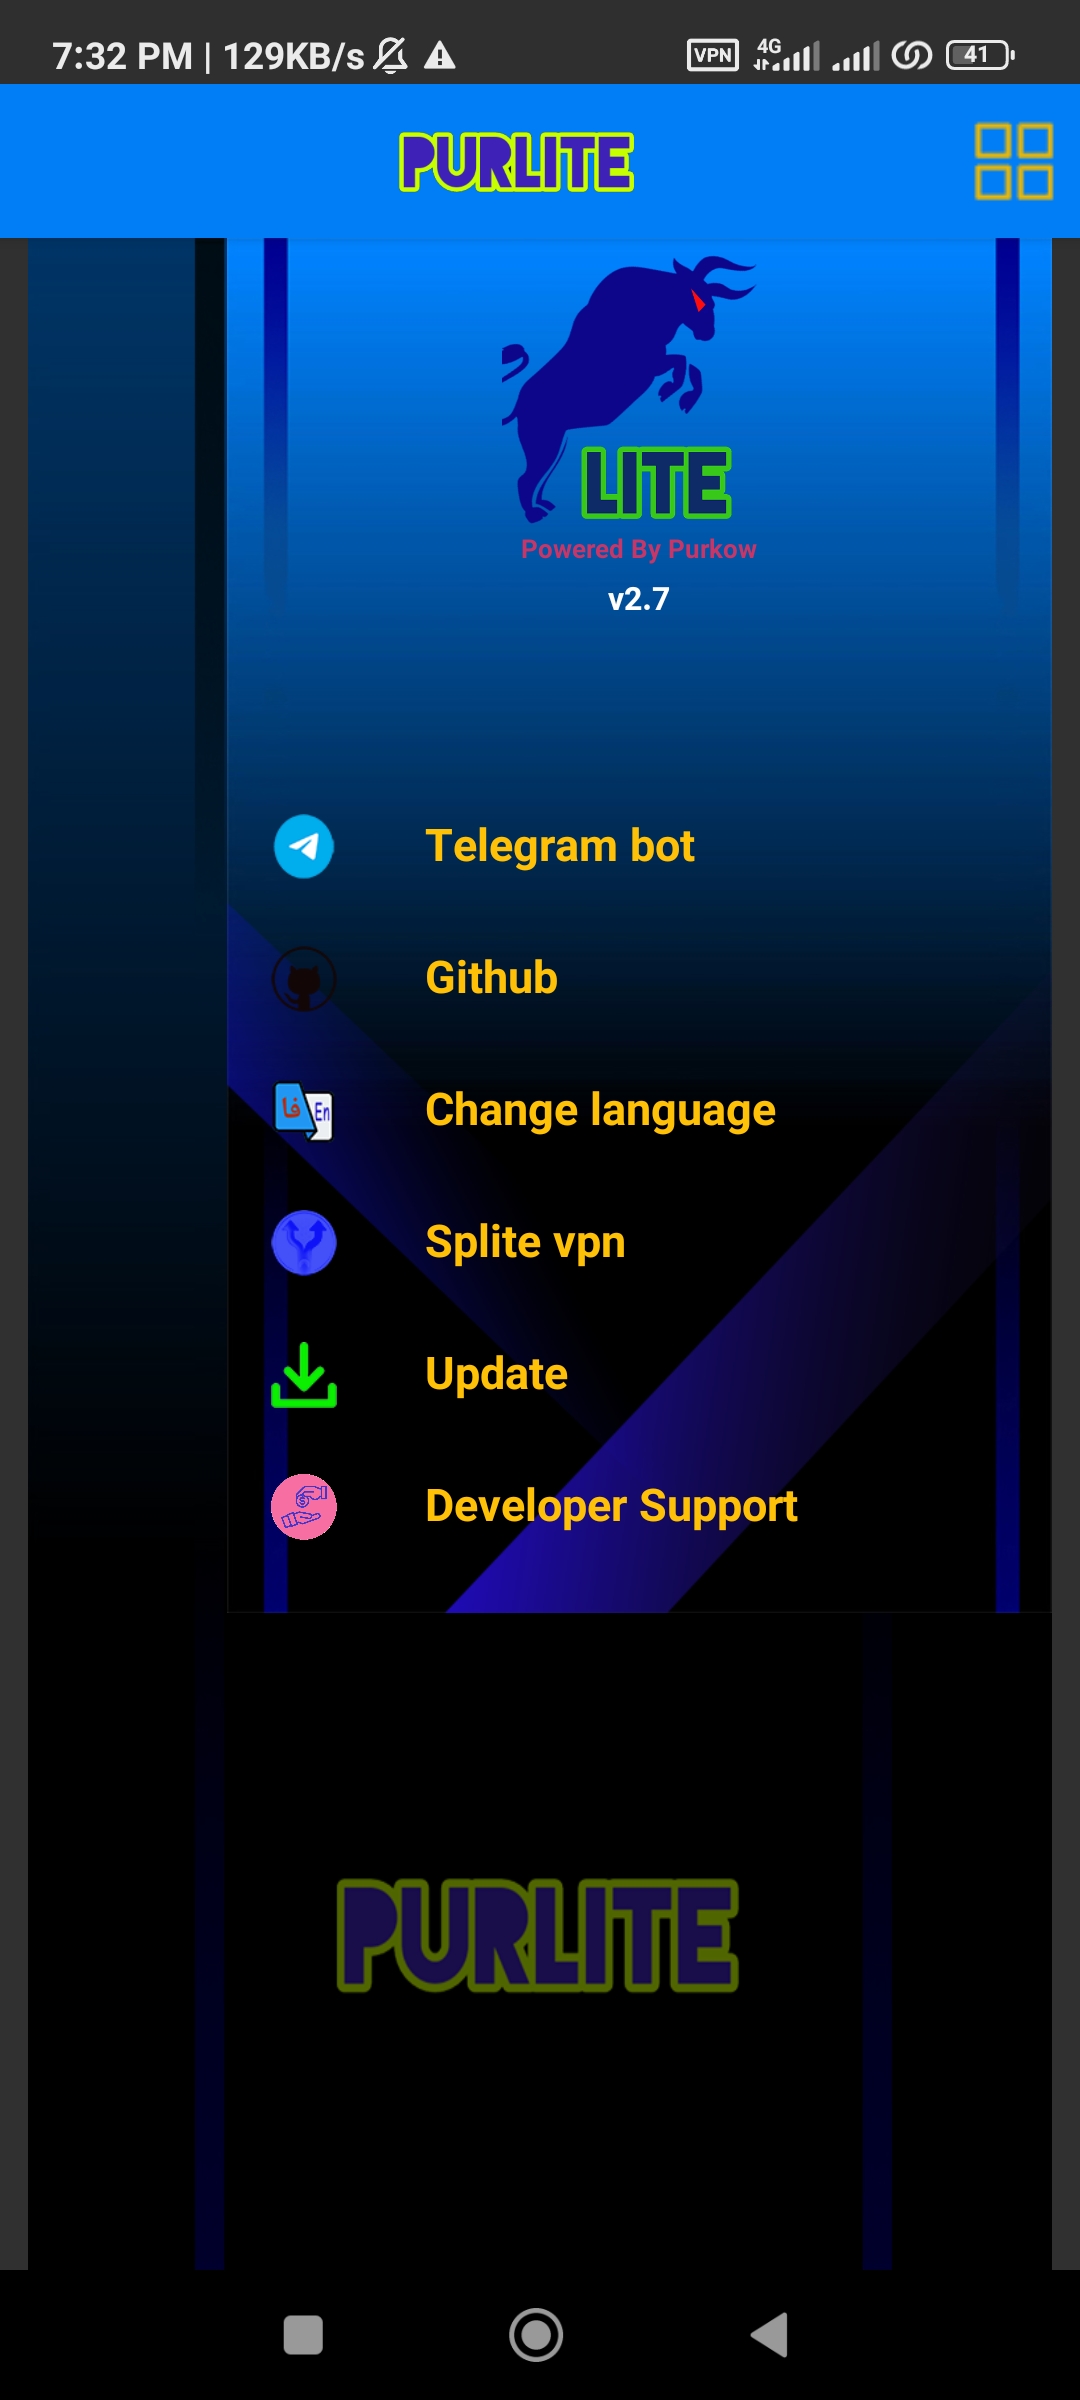 7:32 PM | 129KB/s VPN 4G 41
PURLITE
LITE
Powered By Purkow
v2.7
Telegram bot
Github
فا En
Change language
Splite vpn
Update
Developer Support
PURLITE